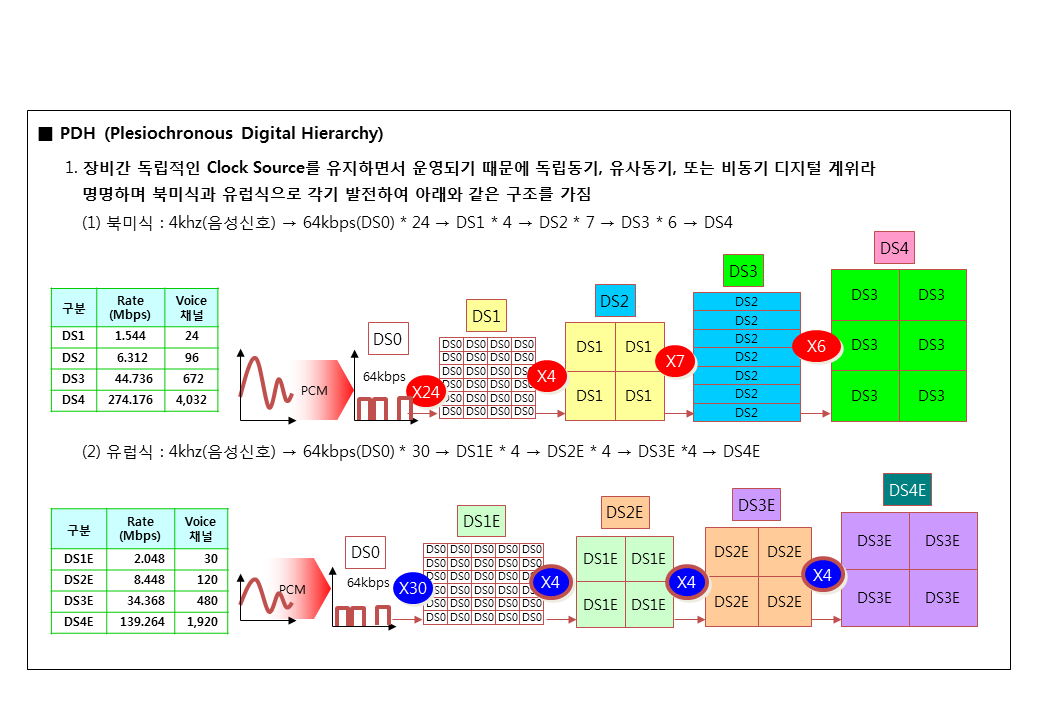 ■ PDH (Plesiochronous Digital Hierarchy)
1. 장비간 독립적인 Clock Source를 유지하면서 운영되기 때문에 독립동기, 유사동기, 또는 비동기 디지털 계위라
명명하며 북미식과 유럽식으로 각기 발전하여 아래와 같은 구조를 가짐
(1) 북미식 : 4khz(음성신호) → 64kbps(DS0) * 24 → DS1 * 4 → DS2 * 7 → DS3 * 6 → DS4
구분 Rate (Mbps) Voice 채널
DS1 1.544 24
DS2 6.312 96
DS3 44.736 672
DS4 274.176 4,032
PCM
DS0
64kbps
X24
DS1
DS0 DS0 DS0 DS0
DS0 DS0 DS0 DS0
DS0 DS0 DS0 DS0
DS0 DS0 DS0 DS0
DS0 DS0 DS0 DS0
DS0 DS0 DS0 DS0
X4
DS2
DS1 DS1
DS1 DS1
X7
DS3
DS2
DS2
DS2
DS2
DS2
DS2
DS2
X6
DS4
DS3 DS3
DS3 DS3
DS3 DS3
(2) 유럽식 : 4khz(음성신호) → 64kbps(DS0) * 30 → DS1E * 4 → DS2E * 4 → DS3E *4 → DS4E
구분 Rate (Mbps) Voice 채널
DS1E 2.048 30
DS2E 8.448 120
DS3E 34.368 480
DS4E 139.264 1,920
PCM
DS0
64kbps
X30
DS1E
DS0 DS0 DS0 DS0 DS0
DS0 DS0 DS0 DS0 DS0
DS0 DS0 DS0 DS0 DS0
DS0 DS0 DS0 DS0 DS0
DS0 DS0 DS0 DS0 DS0
DS0 DS0 DS0 DS0 DS0
X4
DS2E
DS1E DS1E
DS1E DS1E
X4
DS3E
DS2E DS2E
DS2E DS2E
X4
DS4E
DS3E DS3E
DS3E DS3E